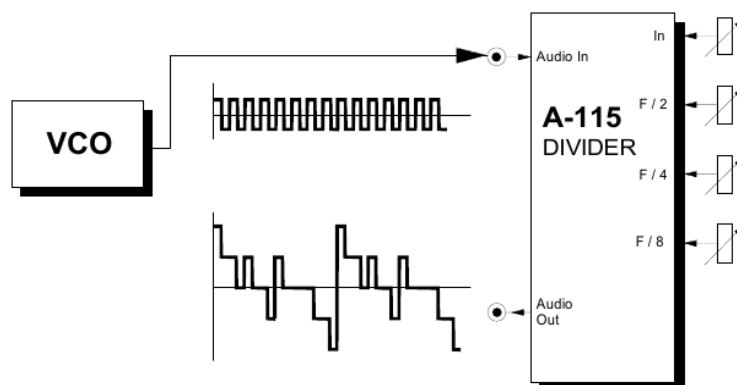 VCO
Audio In
A-115
DIVIDER
In
F / 2
F / 4
F / 8
Audio
Out